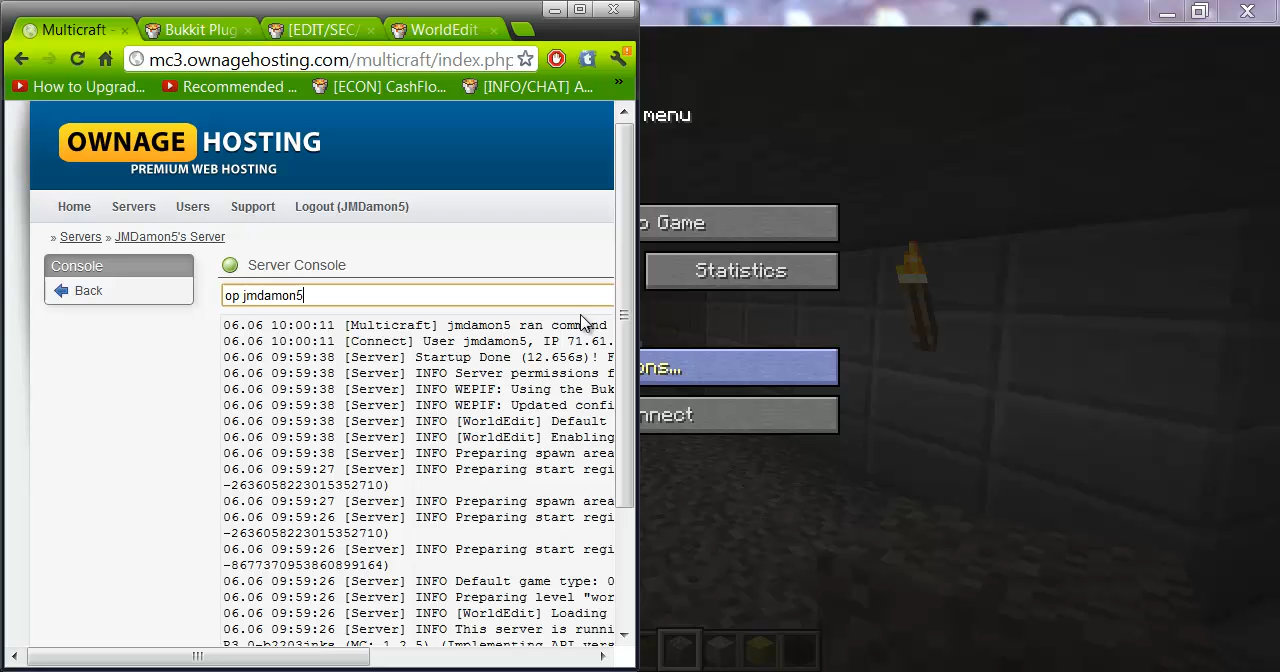 Multicraft -
Bukkit Plug
[EDIT/SEC/
WorldEdit
mc3.ownagehosting.com/multicraft/index.php
How to Upgrad...
Recommended ...
[ECON] CashFlo...
[INFO/CHAT] A...
»
OWNAGE HOSTING
PREMIUM WEB HOSTING
Home
Servers
Users
Support
Logout (JMDamon5)
» Servers » JMDamon5's Server
Console
Back
Server Console
op jmdamon5
06.06 10:00:11 [Multicraft] jmdamon5 ran command
06.06 10:00:11 [Connect] User jmdamon5, IP 71.61.
06.06 09:59:38 [Server] Startup Done (12.656s)! F
06.06 09:59:38 [Server] INFO Server permissions f
06.06 09:59:38 [Server] INFO WEPIF: Using the Buk
06.06 09:59:38 [Server] INFO WEPIF: Updated confi
06.06 09:59:38 [Server] INFO [WorldEdit] Default
06.06 09:59:38 [Server] INFO [WorldEdit] Enabling
06.06 09:59:38 [Server] INFO Preparing spawn area
06.06 09:59:27 [Server] INFO Preparing start regi
-2636058223015352710)
06.06 09:59:27 [Server] INFO Preparing spawn area
06.06 09:59:26 [Server] INFO Preparing start regi
-2636058223015352710)
06.06 09:59:26 [Server] INFO Preparing start regi
-8677370953860899164)
06.06 09:59:26 [Server] INFO Default game type: 0
06.06 09:59:26 [Server] INFO Preparing level "wor
06.06 09:59:26 [Server] INFO [WorldEdit] Loading
06.06 09:59:26 [Server] INFO This server is runni
R3.0-b2203jnks (MC: 1.2.5) (Implementing API vers
menu
o Game
Statistics
ons...
nnect